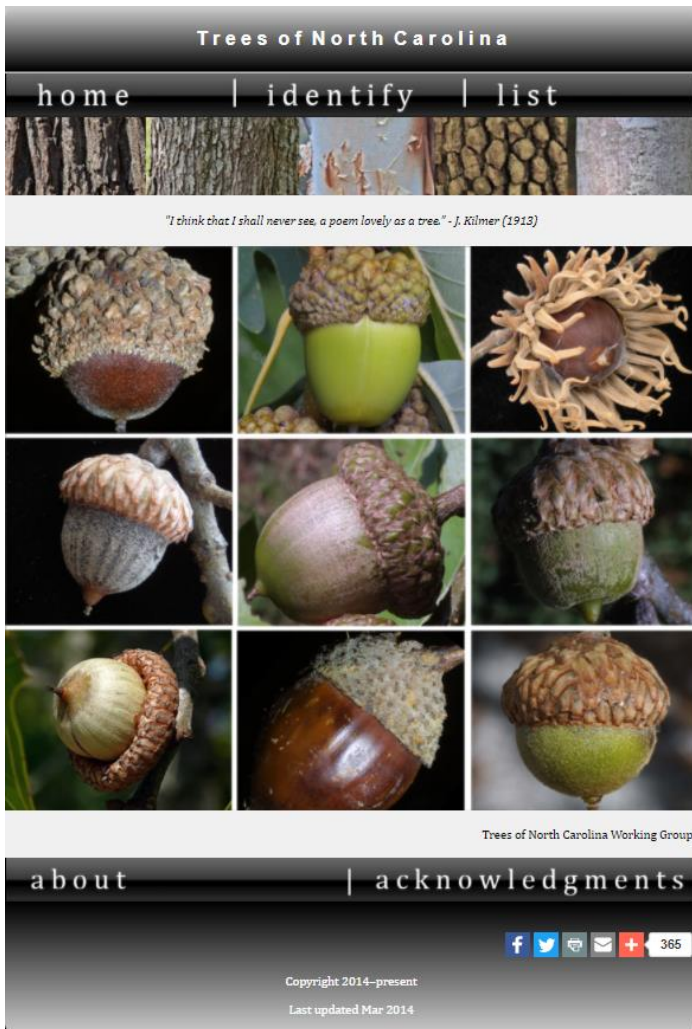 Trees of North Carolina
home | identify | list
"I think that I shall never see, a poem lovely as a tree." - J. Kilmer (1913)
Trees of North Carolina Working Group
about | acknowledgments
365
Copyright 2014–present
Last updated Mar 2014